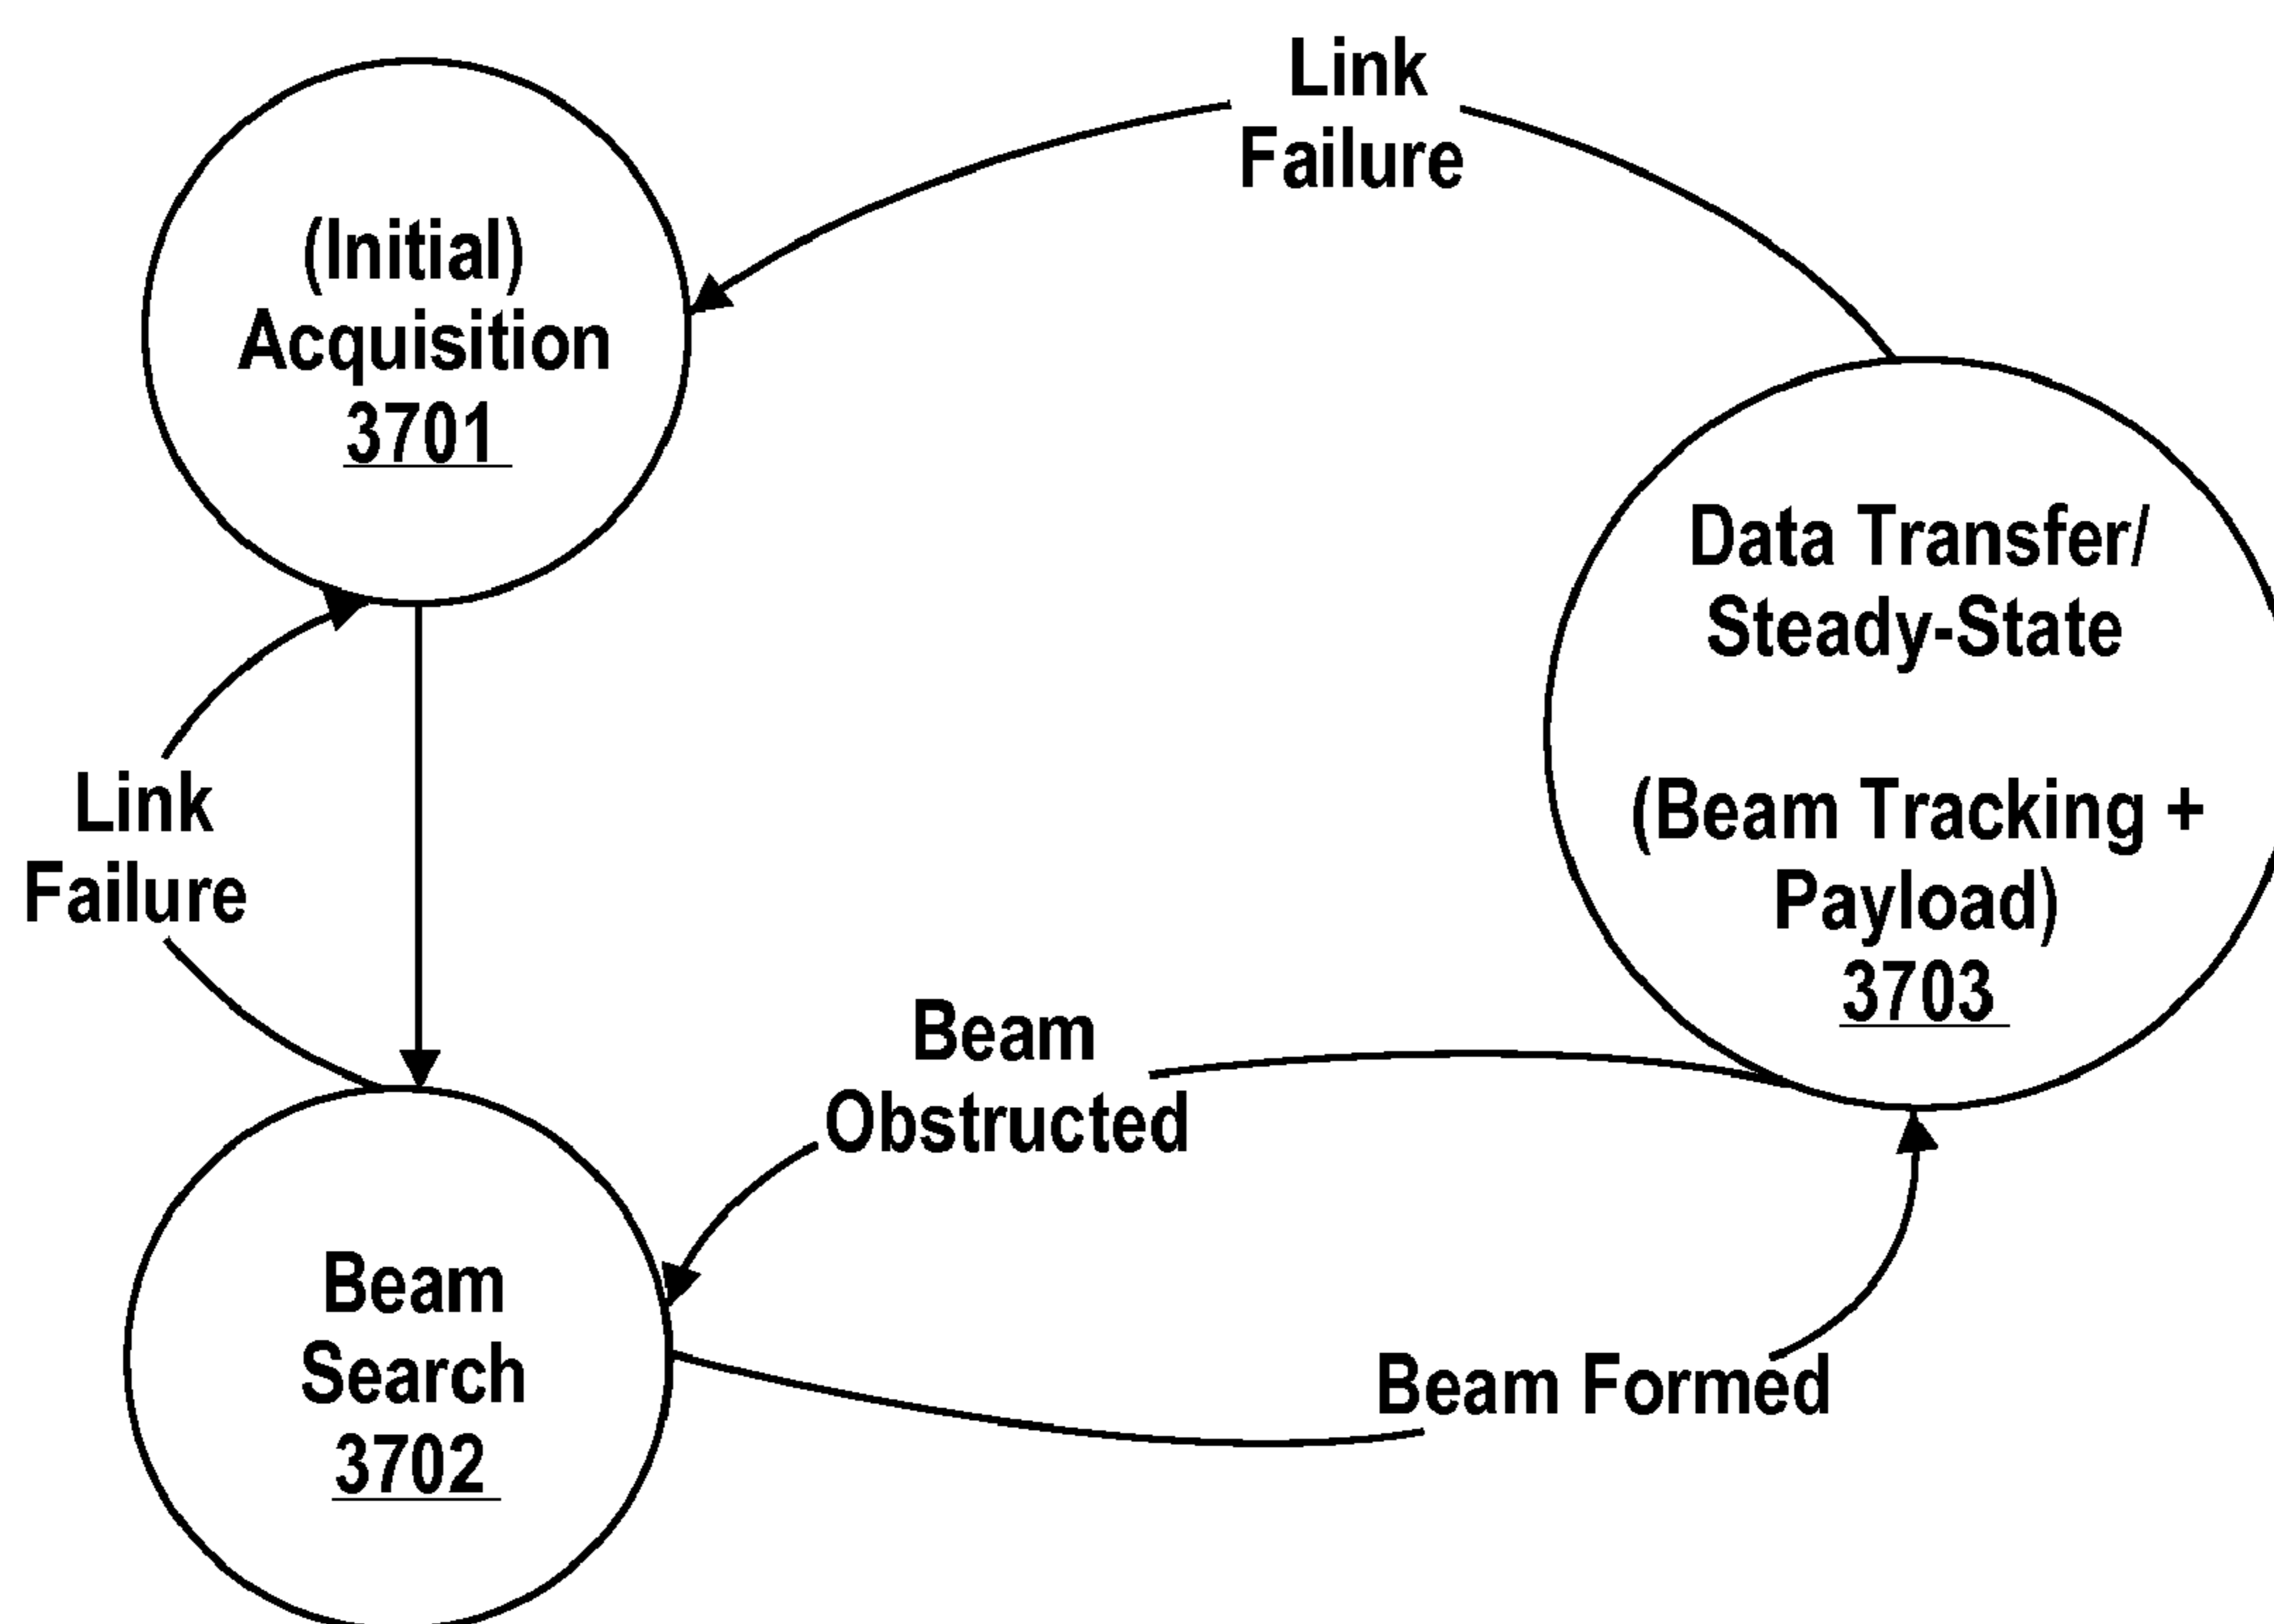 Link
Failure
(Initial)
Acquisition
3701
Data Transfer/
Steady-State
(Beam Tracking +
Payload)
3703
Link
Failure
Beam
Obstructed
Beam
Search
3702
Beam Formed